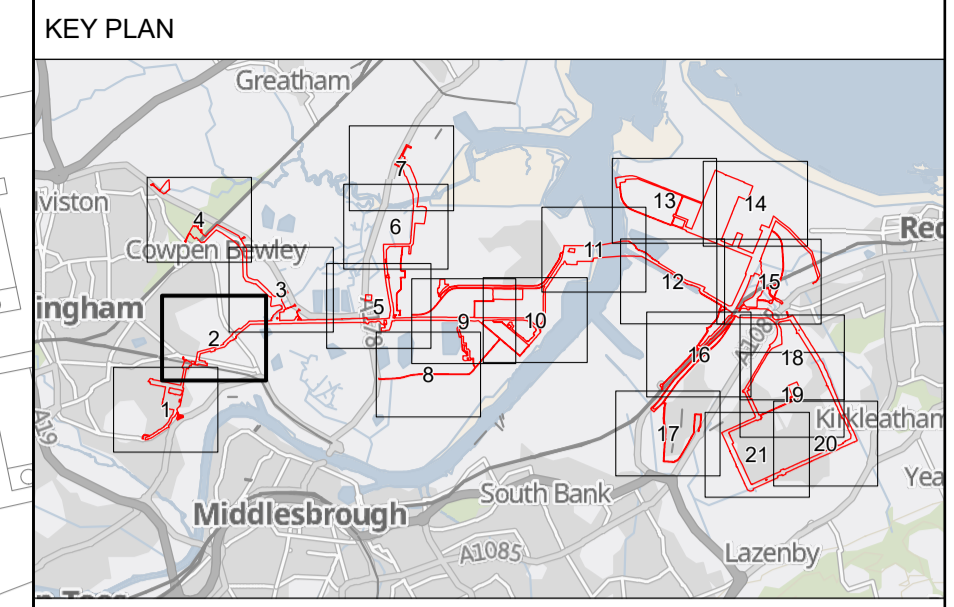 KEY PLAN
Greatham
7
13
14
lviston
4
6
Red
Cowpen Bewley
11
12
15
3
ingham
5
A178
9
10
2
A1085
16
18
8
19
1
A19
Kirkleatham
17
20
21
Yea
South Bank
Middlesbrough
A1085
Lazenby
n Tees